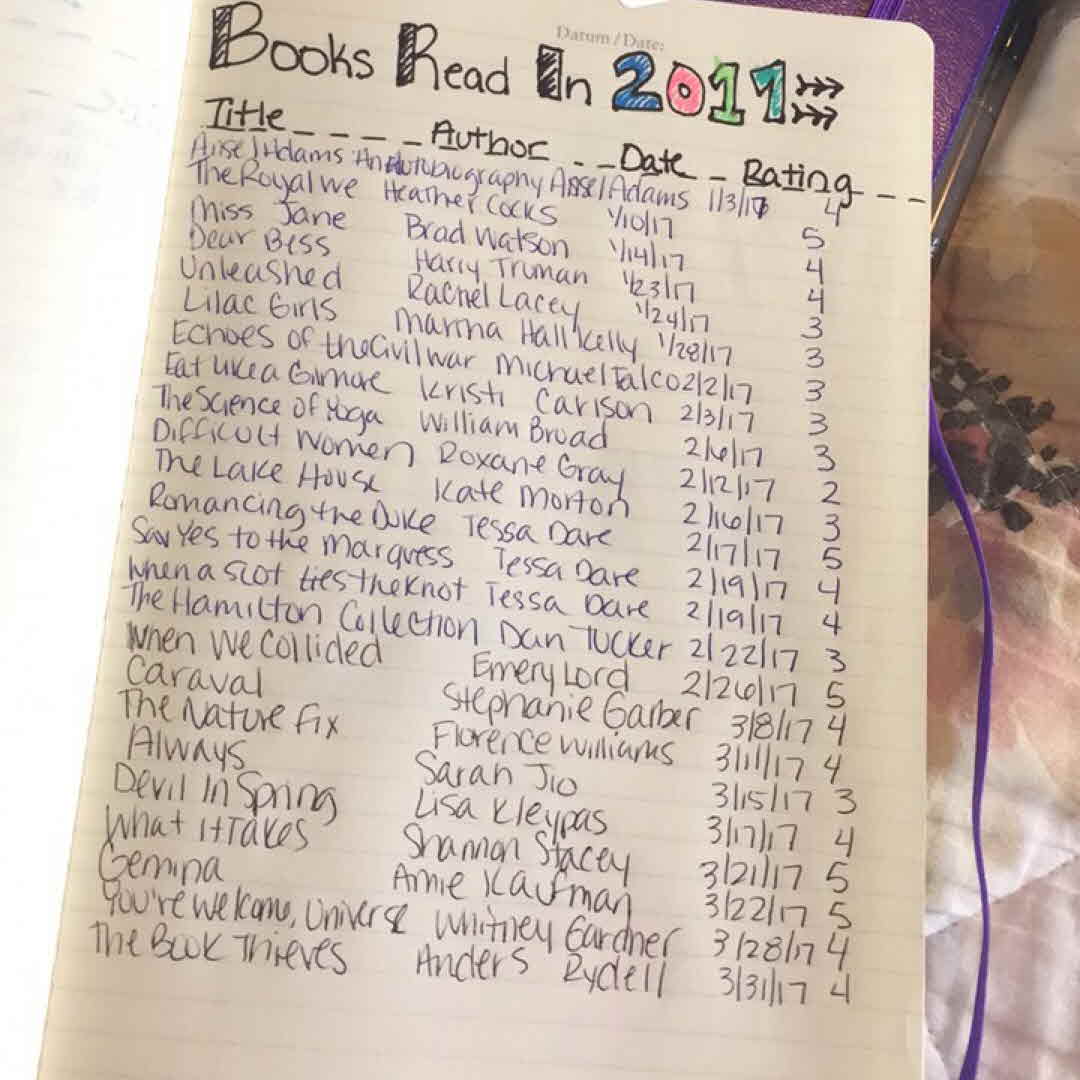 Datum / Date:
Books Read In 2017
Title Author Date Rating
Ansel Adams: An Autobiography Ansel Adams 1/3/17 4
The Royal We Heather Cocks 1/10/17 5
Miss Jane Brad Watson 1/14/17 4
Dear Bess Harry Truman 1/23/17 4
Unleashed Rachel Lacey 1/24/17 3
Lilac Girls Martha Hall Kelly 1/28/17 3
Echoes of the Civil War Michael Falco 2/2/17 3
Eat Like a Gilmore Kristi Carlson 2/3/17 3
The Science of Yoga William Broad 2/6/17 3
Difficult Women Roxane Gray 2/12/17 2
The Lake House Kate Morton 2/16/17 3
Romancing the Duke Tessa Dare 2/17/17 5
Say Yes to the Marquess Tessa Dare 2/19/17 4
When a Scot ties the Knot Tessa Dare 2/19/17 4
The Hamilton Collection Dan Tucker 2/22/17 3
When We Collided Emery Lord 2/26/17 5
Caraval Stephanie Garber 3/8/17 4
The Nature Fix Florence Williams 3/11/17 4
Always Sarah Jio 3/15/17 3
Devil In Spring Lisa Kleypas 3/17/17 4
What It Takes Shannon Stacey 3/21/17 5
Gemina Amie Kaufman 3/22/17 5
You're Welcome, Universe Whitney Gardner 3/28/17 4
The Book Thieves Anders Rydell 3/31/17 4